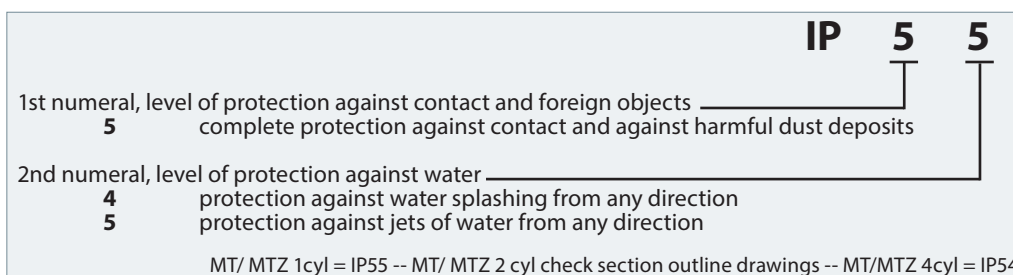 IP 5 5
1st numeral, level of protection against contact and foreign objects
5 complete protection against contact and against harmful dust deposits
2nd numeral, level of protection against water
4 protection against water splashing from any direction
5 protection against jets of water from any direction
MT/ MTZ 1cyl = IP55 -- MT/ MTZ 2 cyl check section outline drawings -- MT/MTZ 4cyl = IP54